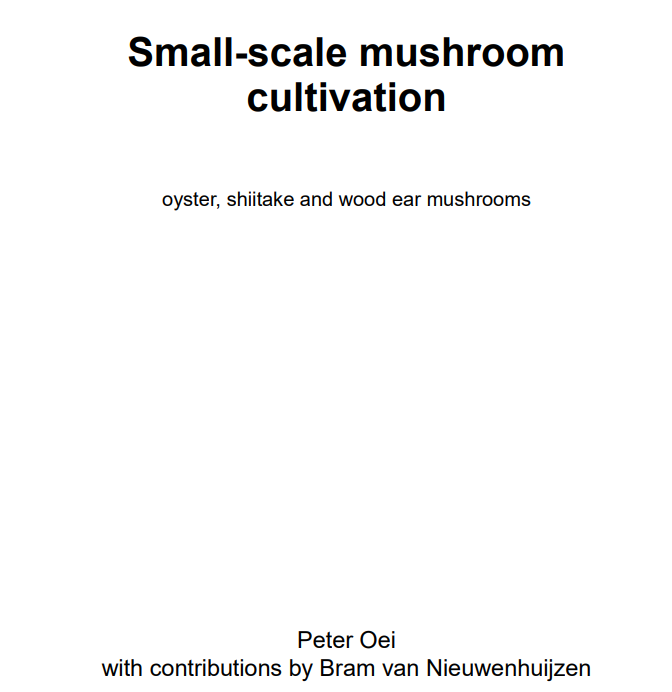 Small-scale mushroom
cultivation
oyster, shiitake and wood ear mushrooms
Peter Oei
with contributions by Bram van Nieuwenhuijzen